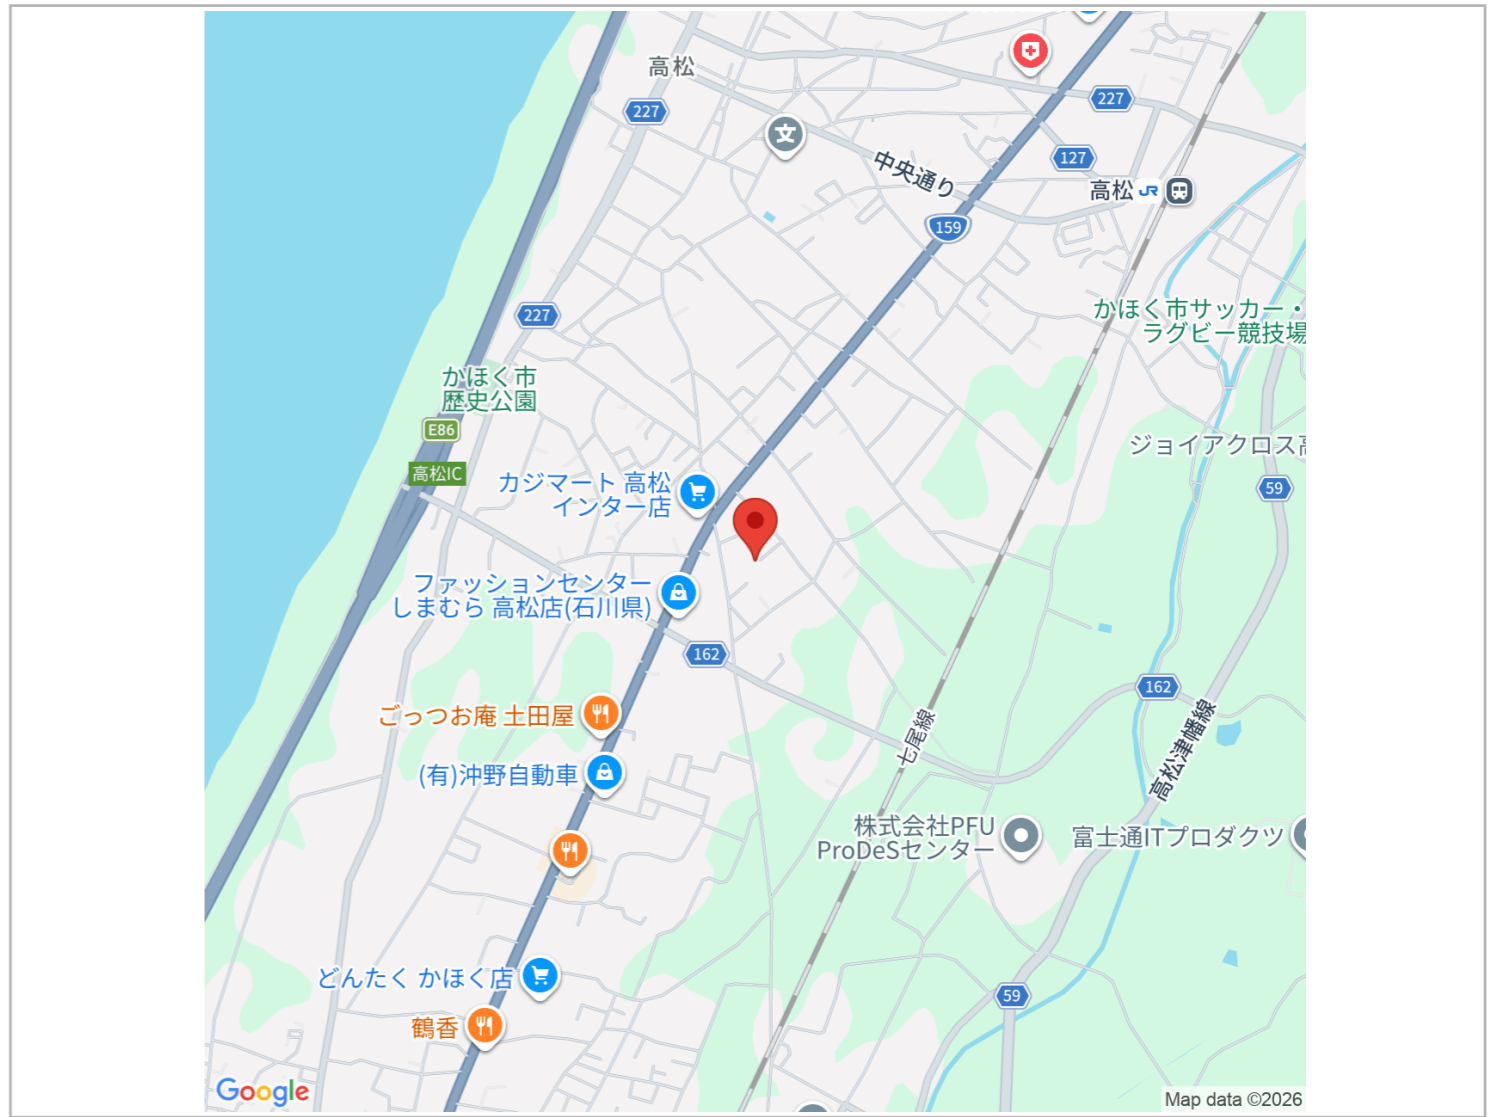 高松
227
227
127
中央通り
高松 JR
159
かほく市サッカー・
ラグビー競技場
227
かほく市
歴史公園
E86
高松IC
ジョイアクロス高
59
カジマート 高松
インター店
ファッションセンター
しまむら 高松店(石川県)
162
162
ごっつお庵 土田屋
七尾線
高松津幡線
(有)沖野自動車
株式会社PFU
ProDeSセンター
富士通ITプロダクツ
どんたく かほく店
59
鶴香
Google
Map data ©2026